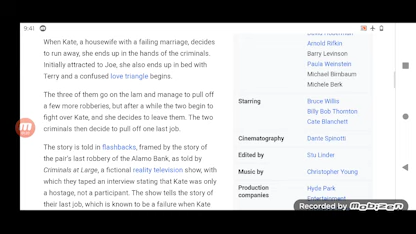 9:41
When Kate, a housewife with a failing marriage, decides
to run away, she ends up in the hands of the criminals.
Initially attracted to Joe, she also ends up in bed with
Terry and a confused love triangle begins.
The three of them go on the lam and manage to pull off
a few more robberies, but after a while the two begin to
fight over Kate, and she decides to leave them. The two
criminals then decide to pull off one last job.
The story is told in flashbacks, framed by the story of
the pair's last robbery of the Alamo Bank, as told by
Criminals at Large, a fictional reality television show, with
which they taped an interview stating that Kate was only
a hostage, not a participant. The show tells the story of
their last job, which is known to be a failure when Kate
Arnold Rifkin
Barry Levinson
Paula Weinstein
Michael Birnbaum
Michele Berk
Starring
Bruce Willis
Billy Bob Thornton
Cate Blanchett
Cinematography
Dante Spinotti
Edited by
Stu Linder
Music by
Christopher Young
Production
companies
Hyde Park
Entertainment
Recorded by
Mobizen